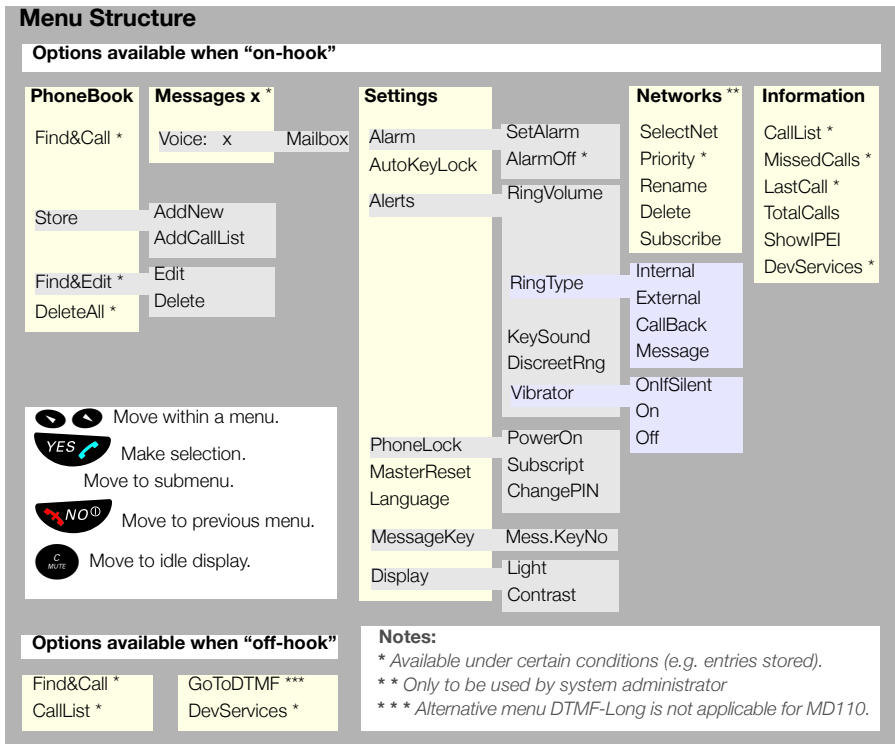 Menu Structure
Options available when “on-hook”
PhoneBook
Find&Call *
Store
AddNew
AddCallList
Find&Edit *
Edit
Delete
DeleteAll *
Messages x *
Voice: x
Mailbox
Settings
Alarm
SetAlarm
AlarmOff *
AutoKeyLock
Alerts
RingVolume
RingType
Internal
External
CallBack
Message
KeySound
DiscreetRng
Vibrator
OnIfSilent
On
Off
PhoneLock
PowerOn
Subscript
ChangePIN
MasterReset
Language
MessageKey
Mess.KeyNo
Display
Light
Contrast
Networks **
SelectNet
Priority *
Rename
Delete
Subscribe
Information
CallList *
MissedCalls *
LastCall *
TotalCalls
ShowIPEI
DevServices *
Move within a menu.
YES Make selection.
Move to submenu.
NO Move to previous menu.
C
MUTE
Move to idle display.
Options available when “off-hook”
Find&Call *
CallList *
GoToDTMF ***
DevServices *
Notes:
* Available under certain conditions (e.g. entries stored).
* * Only to be used by system administrator
* * * Alternative menu DTMF-Long is not applicable for MD110.